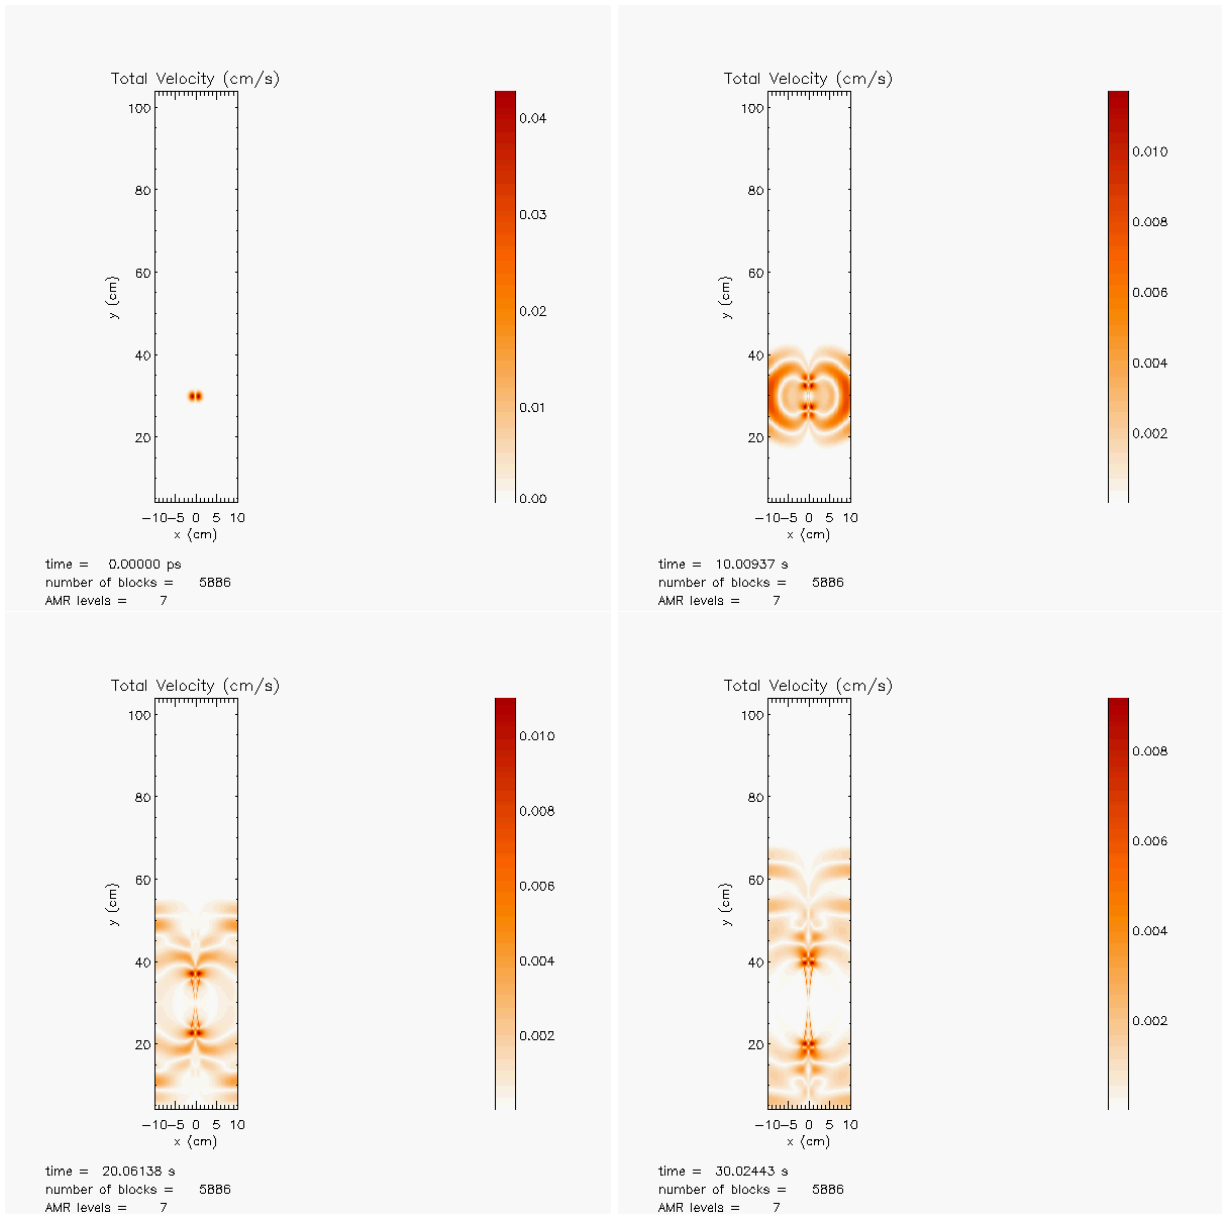 Total Velocity (cm/s)
100
80
60
40
20
y (cm)
-10 -5 0 5 10
x (cm)
0.04
0.03
0.02
0.01
0.00
time = 0.00000 ps
number of blocks = 5886
AMR levels = 7
Total Velocity (cm/s)
100
80
60
40
20
y (cm)
-10 -5 0 5 10
x (cm)
0.010
0.008
0.006
0.004
0.002
time = 10.00937 s
number of blocks = 5886
AMR levels = 7
Total Velocity (cm/s)
100
80
60
40
20
y (cm)
-10 -5 0 5 10
x (cm)
0.010
0.008
0.006
0.004
0.002
time = 20.06138 s
number of blocks = 5886
AMR levels = 7
Total Velocity (cm/s)
100
80
60
40
20
y (cm)
-10 -5 0 5 10
x (cm)
0.008
0.006
0.004
0.002
time = 30.02443 s
number of blocks = 5886
AMR levels = 7